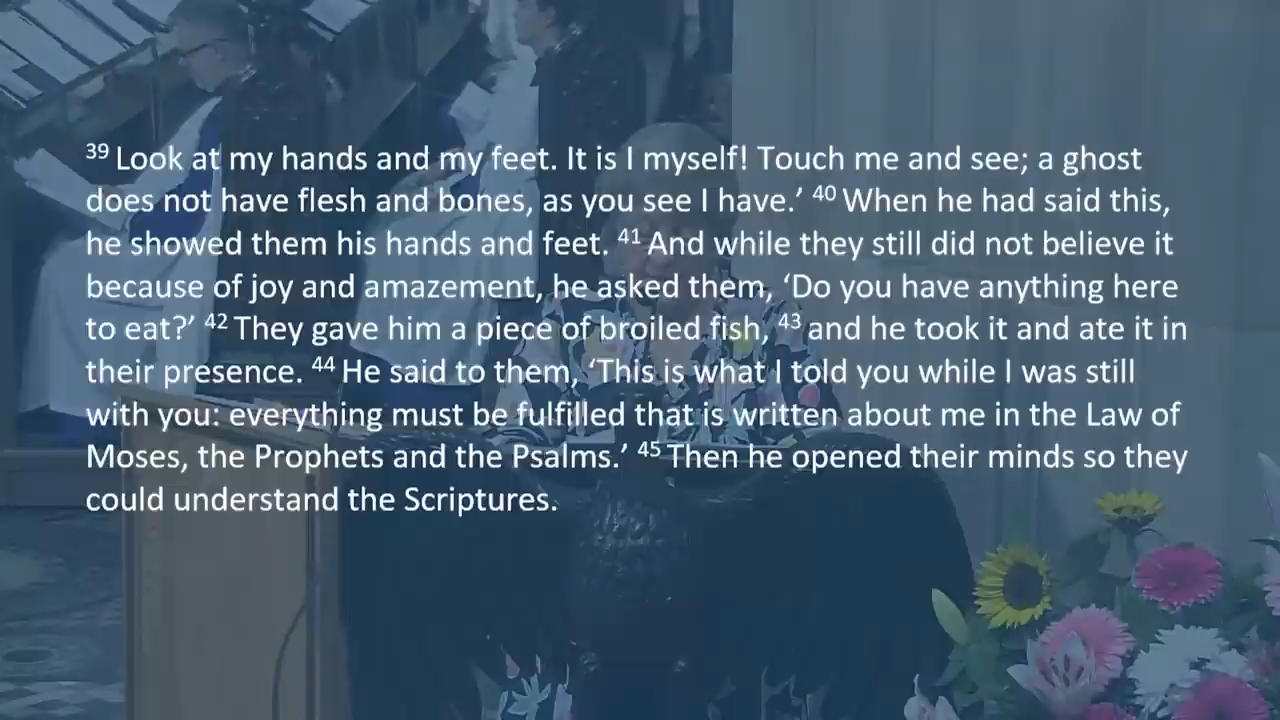 39 Look at my hands and my feet. It is I myself! Touch me and see; a ghost
does not have flesh and bones, as you see I have.’ 40 When he had said this,
he showed them his hands and feet. 41 And while they still did not believe it
because of joy and amazement, he asked them, ‘Do you have anything here
to eat?’ 42 They gave him a piece of broiled fish, 43 and he took it and ate it in
their presence. 44 He said to them, ‘This is what I told you while I was still
with you: everything must be fulfilled that is written about me in the Law of
Moses, the Prophets and the Psalms.’ 45 Then he opened their minds so they
could understand the Scriptures.